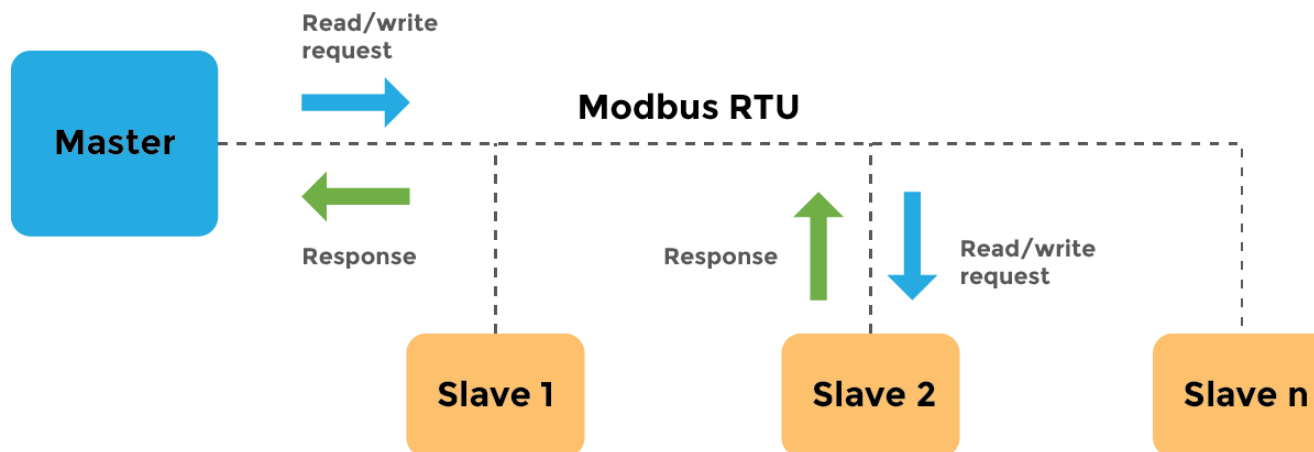 Read/write
request
Modbus RTU
Master
Response
Response
Read/write
request
Slave 1
Slave 2
Slave n